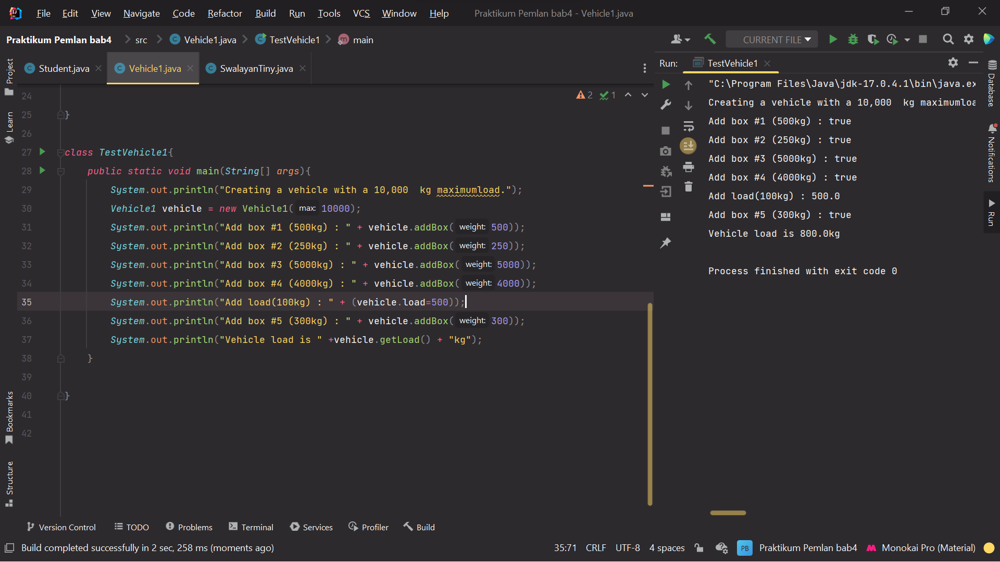 File Edit View Navigate Code Refactor Build Run Tools VCS Window Help Praktikum Pemlan bab4 - Vehicle1.java
Praktikum Pemlan bab4 src Vehicle1.java TestVehicle1 main CURRENT FILE
Project
Learn
Bookmarks
Structure
Student.java Vehicle1.java SwalayanTiny.java
2 1
24
25 }
26
27 class TestVehicle1{
28 public static void main(String[] args){
29 System.out.println("Creating a vehicle with a 10,000  kg maximumload.");
30 Vehicle1 vehicle = new Vehicle1( max: 10000);
31 System.out.println("Add box #1 (500kg) : " + vehicle.addBox( weight: 500));
32 System.out.println("Add box #2 (250kg) : " + vehicle.addBox( weight: 250));
33 System.out.println("Add box #3 (5000kg) : " + vehicle.addBox( weight: 5000));
34 System.out.println("Add box #4 (4000kg) : " + vehicle.addBox( weight: 4000));
35 System.out.println("Add load(100kg) : " + (vehicle.load=500));
36 System.out.println("Add box #5 (300kg) : " + vehicle.addBox( weight: 300));
37 System.out.println("Vehicle load is " +vehicle.getLoad() + "kg");
38 }
39
40 }
41
42
Run: TestVehicle1
"C:\Program Files\Java\jdk-17.0.4.1\bin\java.ex
Creating a vehicle with a 10,000  kg maximumloa
Add box #1 (500kg) : true
Add box #2 (250kg) : true
Add box #3 (5000kg) : true
Add box #4 (4000kg) : true
Add load(100kg) : 500.0
Add box #5 (300kg) : true
Vehicle load is 800.0kg
Process finished with exit code 0
Database
Notifications
Run
Version Control TODO Problems Terminal Services Profiler Build
Build completed successfully in 2 sec, 258 ms (moments ago) 35:71 CRLF UTF-8 4 spaces PB Praktikum Pemlan bab4 Monokai Pro (Material)